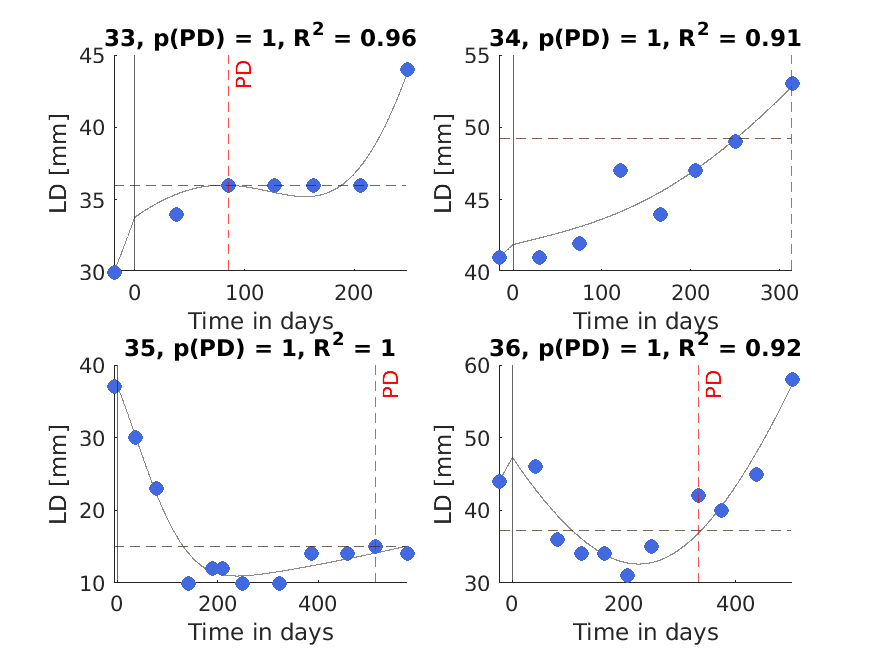 33, p(PD) = 1, R² = 0.96
45
40
35
30
LD [mm]
PD
0
100
200
Time in days
34, p(PD) = 1, R² = 0.91
55
50
45
40
LD [mm]
0
100
200
300
Time in days
35, p(PD) = 1, R² = 1
40
30
20
10
LD [mm]
PD
0
200
400
Time in days
36, p(PD) = 1, R² = 0.92
60
50
40
30
LD [mm]
PD
0
200
400
Time in days